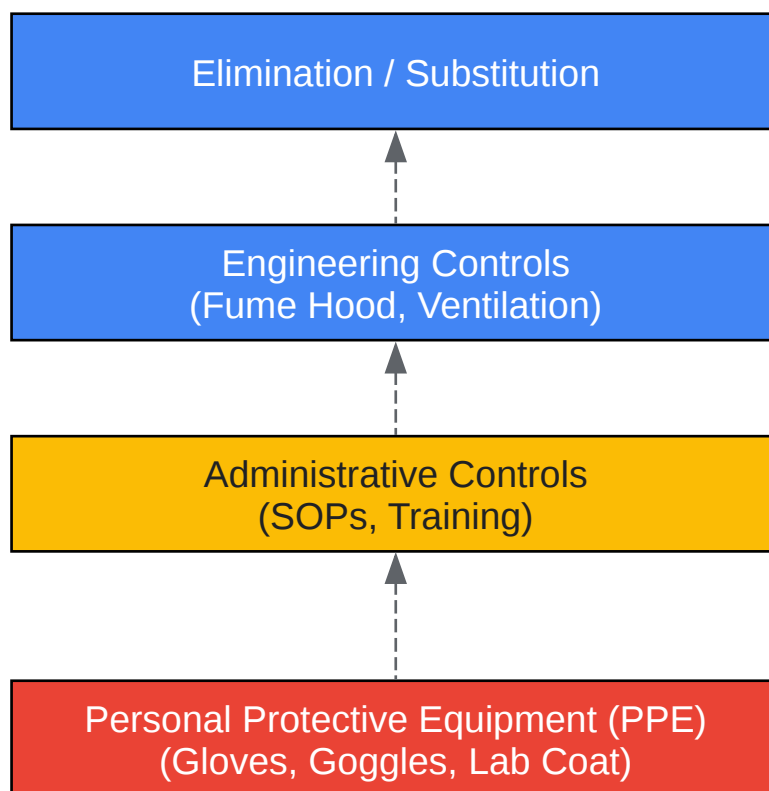 Elimination / Substitution
Engineering Controls
(Fume Hood, Ventilation)
Administrative Controls
(SOPs, Training)
Personal Protective Equipment (PPE)
(Gloves, Goggles, Lab Coat)